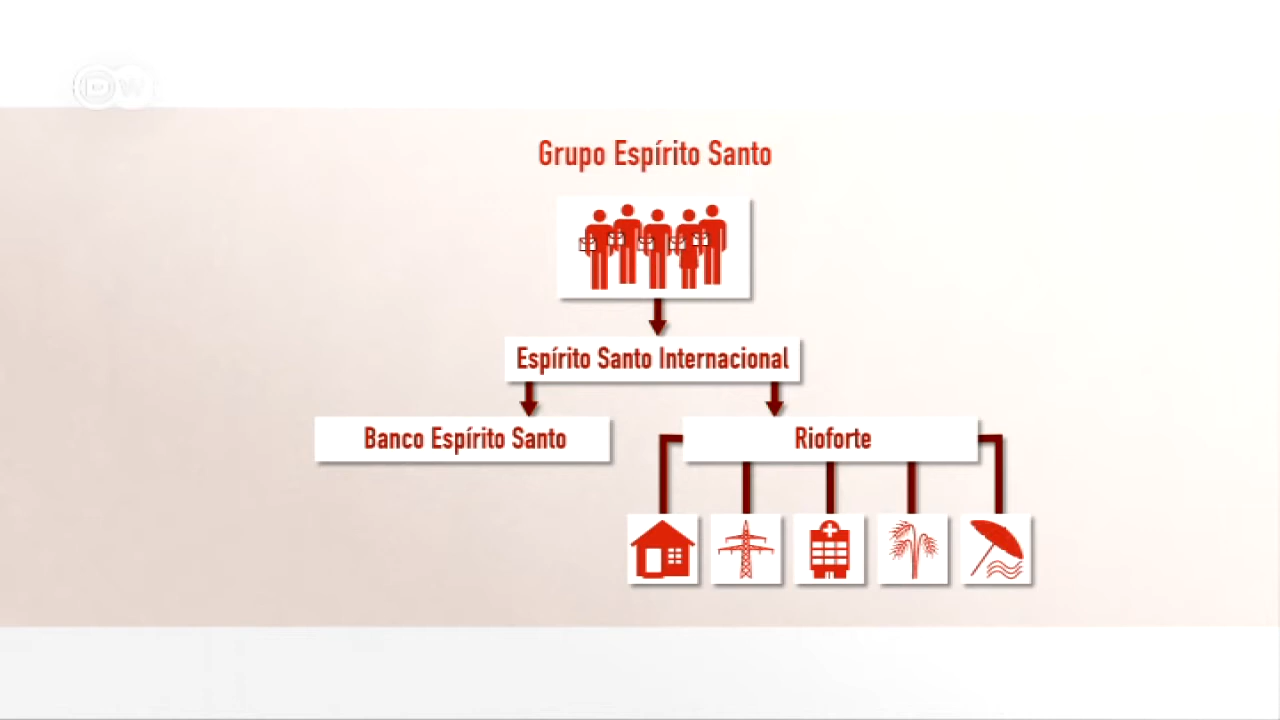 DW
Grupo Espírito Santo
Espírito Santo Internacional
Banco Espírito Santo
Rioforte